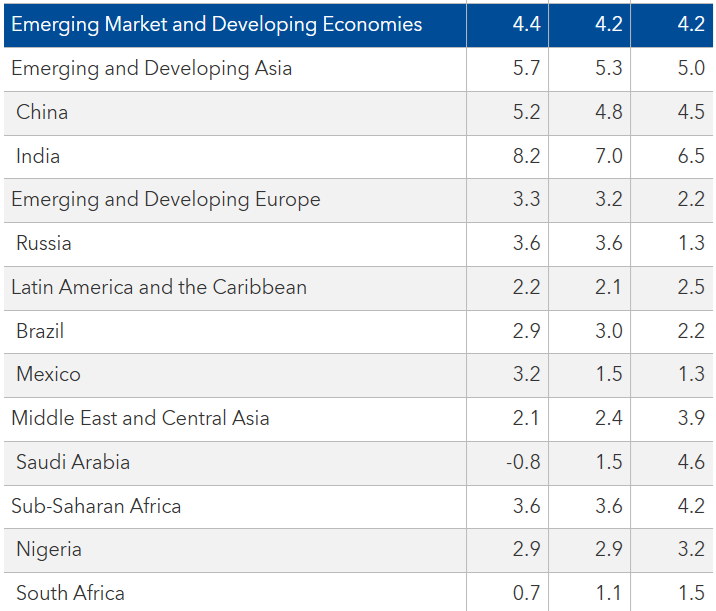 Emerging Market and Developing Economies 4.4 4.2 4.2
Emerging and Developing Asia 5.7 5.3 5.0
China 5.2 4.8 4.5
India 8.2 7.0 6.5
Emerging and Developing Europe 3.3 3.2 2.2
Russia 3.6 3.6 1.3
Latin America and the Caribbean 2.2 2.1 2.5
Brazil 2.9 3.0 2.2
Mexico 3.2 1.5 1.3
Middle East and Central Asia 2.1 2.4 3.9
Saudi Arabia -0.8 1.5 4.6
Sub-Saharan Africa 3.6 3.6 4.2
Nigeria 2.9 2.9 3.2
South Africa 0.7 1.1 1.5